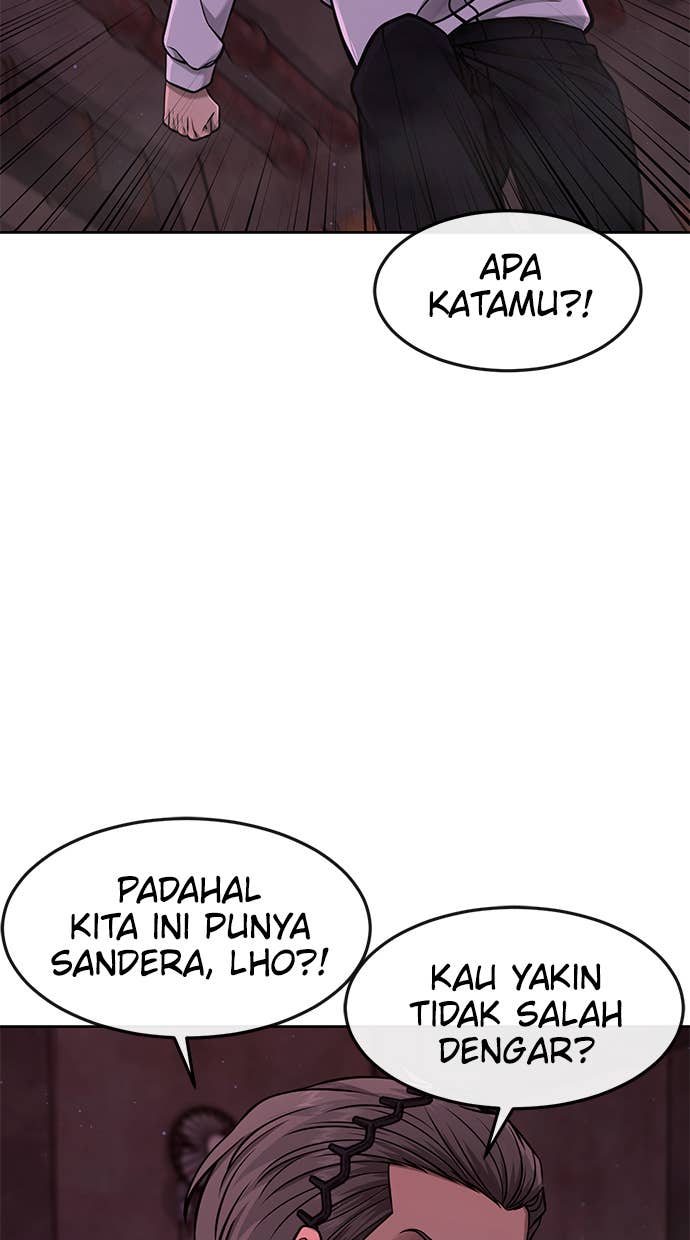 APA
KATAMU?!
PADAHAL
KITA INI PUNYA
SANDERA, LHO?!
KAU YAKIN
TIDAK SALAH
DENGAR?